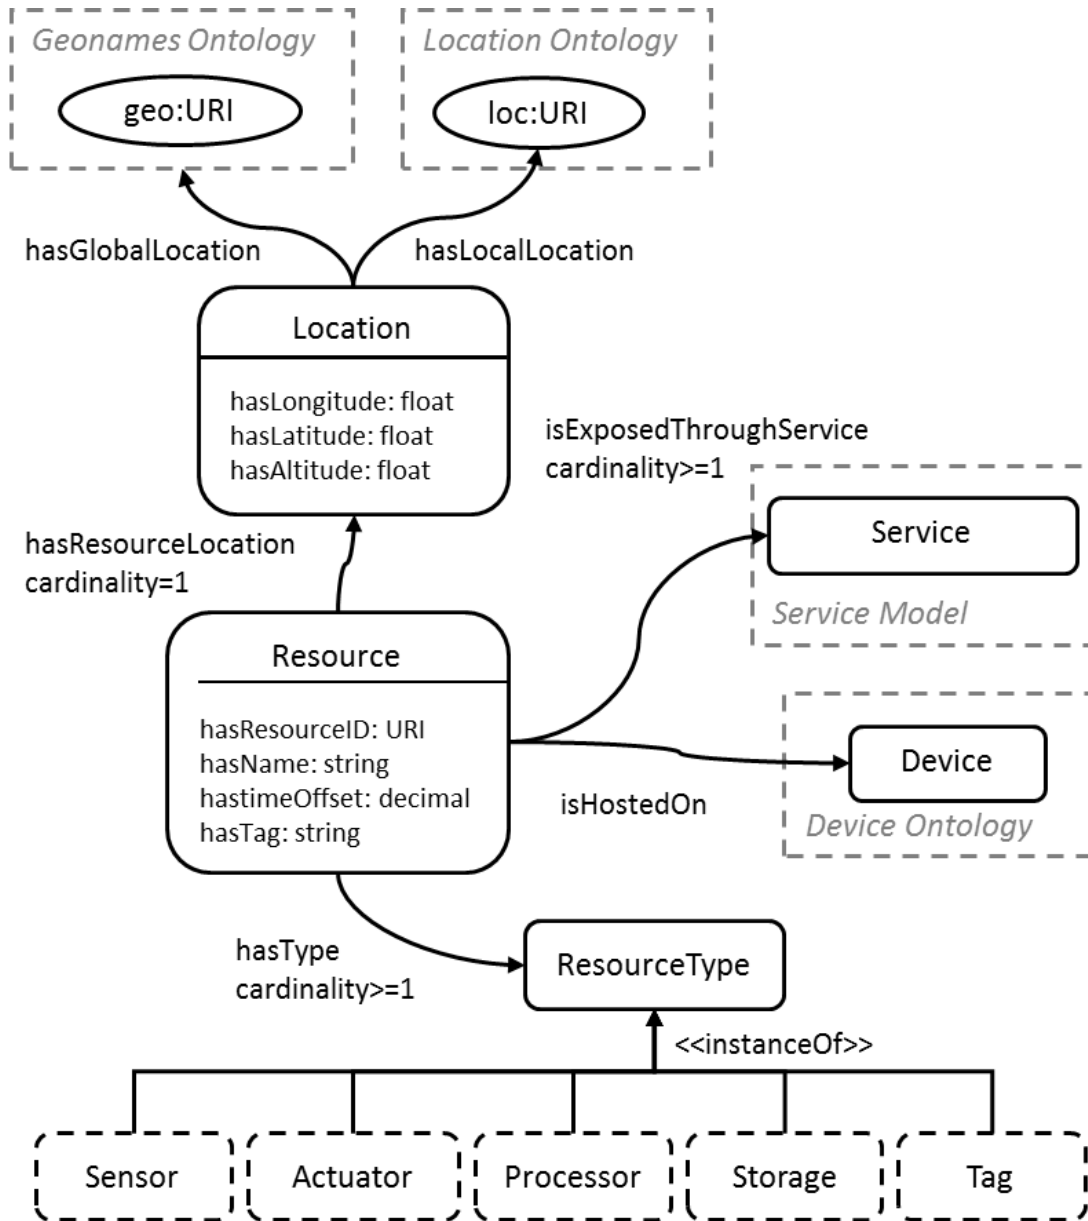 Geonames Ontology
Location Ontology
geo:URI
loc:URI
hasGlobalLocation
hasLocalLocation
Location
hasLongitude: float
hasLatitude: float
hasAltitude: float
isExposedThroughService
cardinality>=1
Service
Service Model
hasResourceLocation
cardinality=1
Resource
hasResourceID: URI
hasName: string
hastimeOffset: decimal
hasTag: string
Device
Device Ontology
isHostedOn
hasType
cardinality>=1
ResourceType
<<instanceOf>>
Sensor
Actuator
Processor
Storage
Tag